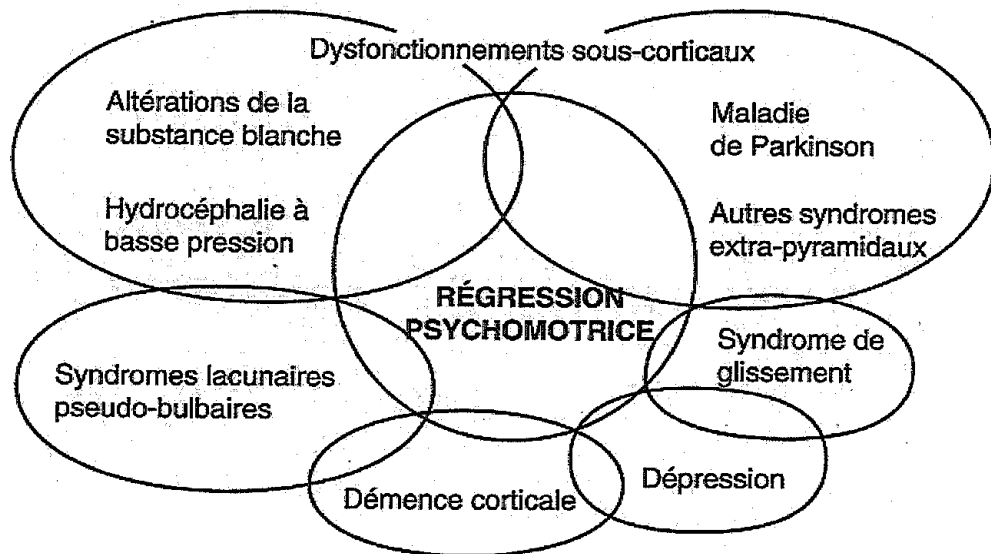 Dysfonctionnements sous-corticaux
Altérations de la
substance blanche
Hydrocéphalie à
basse pression
Maladie
de Parkinson
Autres syndromes
extra-pyramidaux
RÉGRESSION
PSYCHOMOTRICE
Syndrome de
glissement
Syndromes lacunaires
pseudo-bulbaires
Démence corticale
Dépression